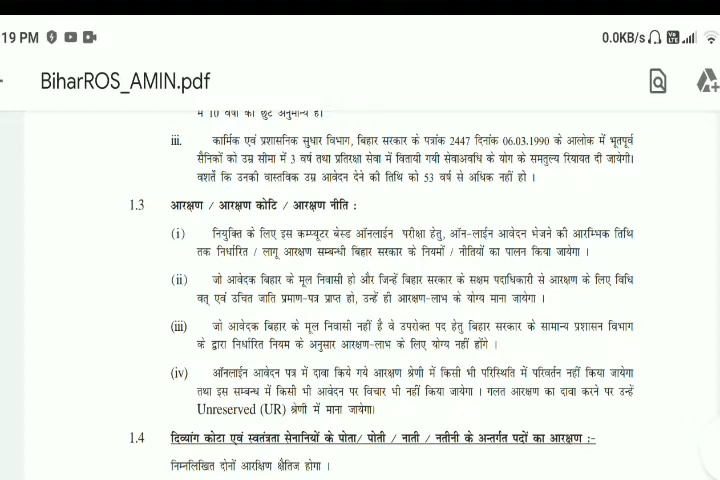 19 PM
0.0KB/s
BiharROS_AMIN.pdf
में 10 वर्षों की छूट अनुमान्य है।
iii. कार्मिक एवं प्रशासनिक सुधार विभाग, बिहार सरकार के पत्रांक 2447 दिनांक 06.03.1990 के आलोक में भूतपूर्व
सैनिकों को उम्र सीमा में 3 वर्ष तथा प्रतिरक्षा सेवा में वितायी गयी सेवाअवधि के योग के समतुल्य रियायत दी जायेगी।
वशर्ते कि उनकी वास्तविक उम्र आवेदन देने की तिथि को 53 वर्ष से अधिक नहीं हो ।
1.3 आरक्षण / आरक्षण कोटि / आरक्षण नीति :
(i) नियुक्ति के लिए इस कम्प्यूटर बेस्ड ऑनलाईन परीक्षा हेतु, ऑन-लाईन आवेदन भेजने की आरम्भिक तिथि
तक निर्धारित / लागू आरक्षण सम्बन्धी बिहार सरकार के नियमों / नीतियों का पालन किया जायेगा ।
(ii) जो आवेदक बिहार के मूल निवासी हो और जिन्हें बिहार सरकार के सक्षम पदाधिकारी से आरक्षण के लिए विधि
वत् एवं उचित जाति प्रमाण-पत्र प्राप्त हो, उन्हें ही आरक्षण-लाभ के योग्य माना जायेगा ।
(iii) जो आवेदक बिहार के मूल निवासी नहीं है वे उपरोक्त पद हेतु बिहार सरकार के सामान्य प्रशासन विभाग
के द्वारा निर्धारित नियम के अनुसार आरक्षण-लाभ के लिए योग्य नहीं होंगे ।
(iv) ऑनलाईन आवेदन पत्र में दावा किये गये आरक्षण श्रेणी में किसी भी परिस्थिति में परिवर्तन नहीं किया जायेगा
तथा इस सम्बन्ध में किसी भी आवेदन पर विचार भी नहीं किया जायेगा । गलत आरक्षण का दावा करने पर उन्हें
Unreserved (UR) श्रेणी में माना जायेगा।
1.4 दिव्यांग कोटा एवं स्वतंत्रता सेनानियों के पोता/ पोती / नाती / नतीनी के अन्तर्गत पदों का आरक्षण :-
निम्नलिखित दोनों आरक्षिण क्षैतिज होगा ।